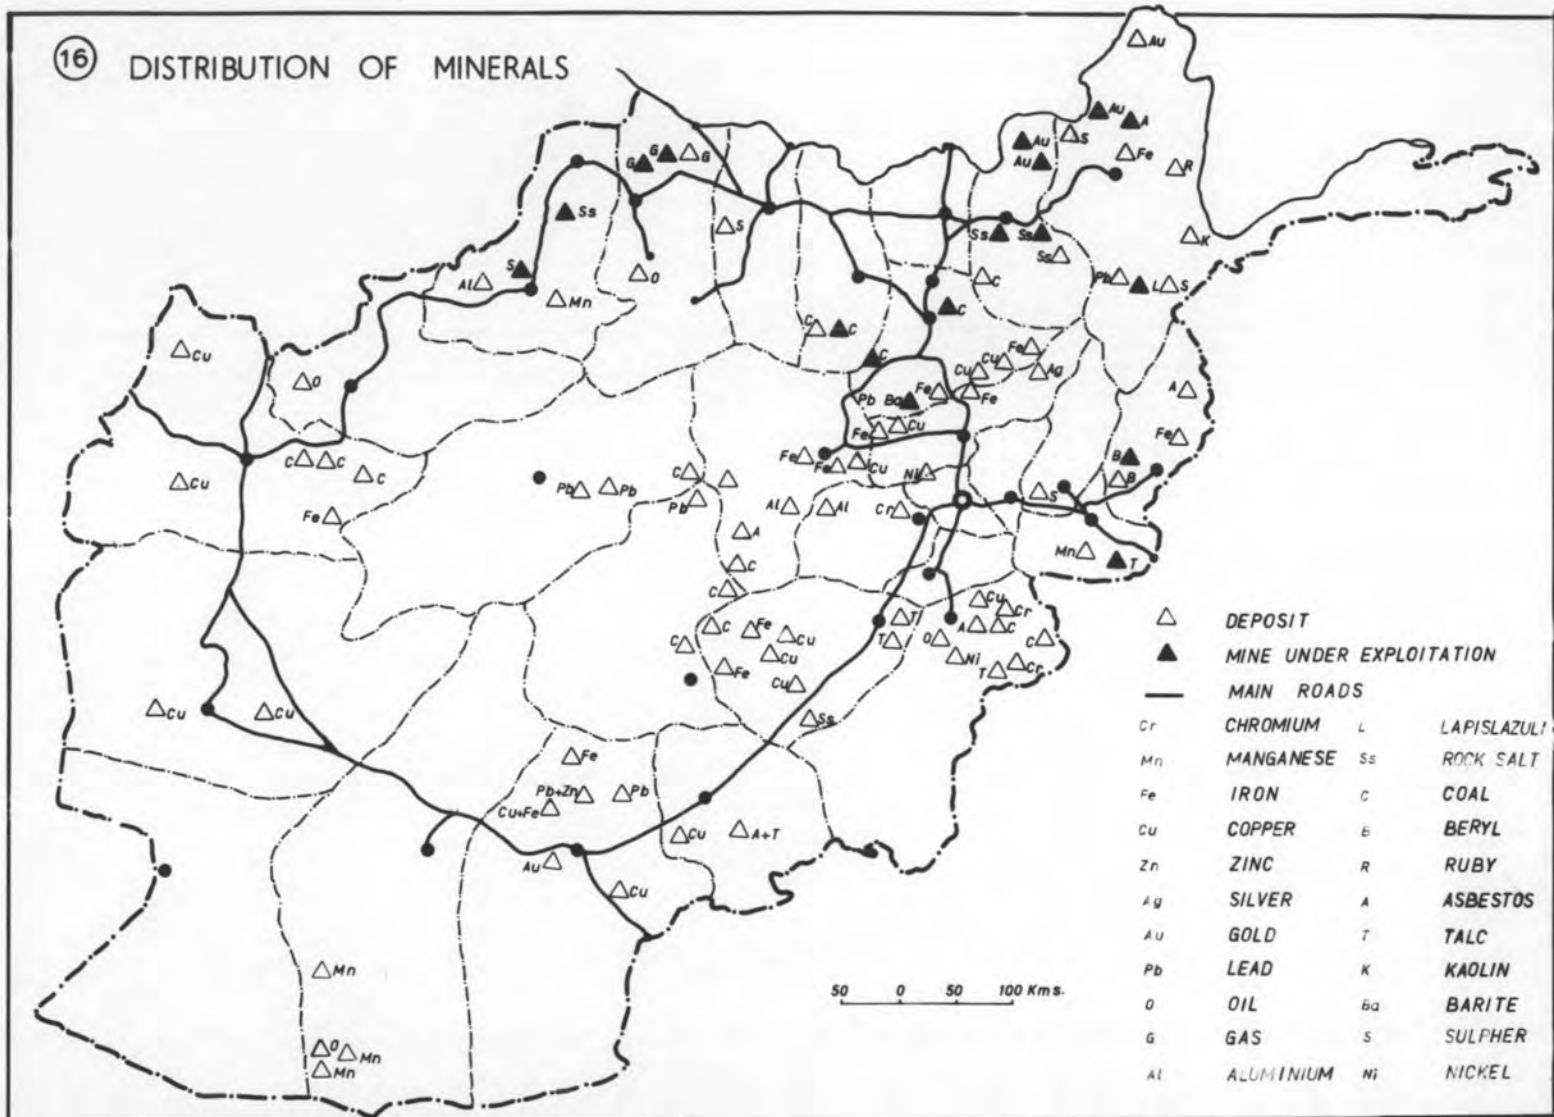 16 DISTRIBUTION OF MINERALS
Au
Au A
Au S
Au Fe
R
G G G
Ss
S
Ss Ss
Ss
K
Al S O
Mn
C
Pb L S
C
C C
Cu
O
C
Fe
Cu
Cu Ag
Pb Ba Fe Fe
A
Fe Cu
Fe
C C
C
Fe
Fe Cu
B
Cu
Pb Pb
C
Ni
B
Pb
Al Al
Cr
S
Fe
A
Mn
T
C
C
Cu
Cr
C Fe Cu
T
A C
C
T O
C
Cu
Fe
Ni
T Cr
Cu
Cu
Cu
Ss
Fe
Pb+Zn Pb
Cu+Fe
Cu
A+T
Au
Cu
Mn
O Mn
Mn
50 0 50 100 Kms.
DEPOSIT
MINE UNDER EXPLOITATION
MAIN ROADS
Cr CHROMIUM L LAPISLAZULI
Mn MANGANESE Ss ROCK SALT
Fe IRON C COAL
Cu COPPER B BERYL
Zn ZINC R RUBY
Ag SILVER A ASBESTOS
Au GOLD T TALC
Pb LEAD K KAOLIN
O OIL Ba BARITE
G GAS S SULPHER
Al ALUMINIUM Ni NICKEL